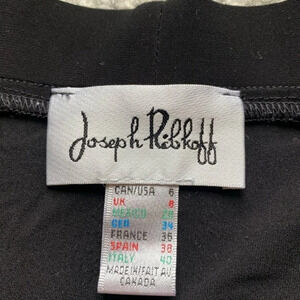 Joseph Ribkoff
CAN/USA 6
UK 8
MEXICO 28
GEO 34
FRANCE 36
SPAIN 38
ITALY 40
MADE IN/FAIT AU
CANADA